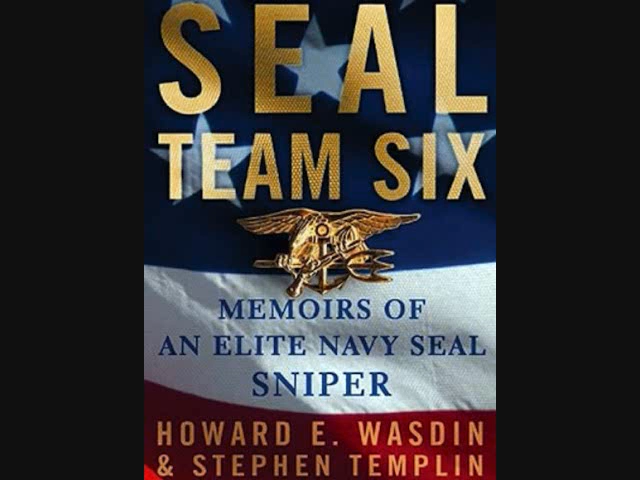 SEAL
TEAM SIX
MEMOIRS OF
AN ELITE NAVY SEAL
SNIPER
HOWARD E. WASDIN
& STEPHEN TEMPLIN